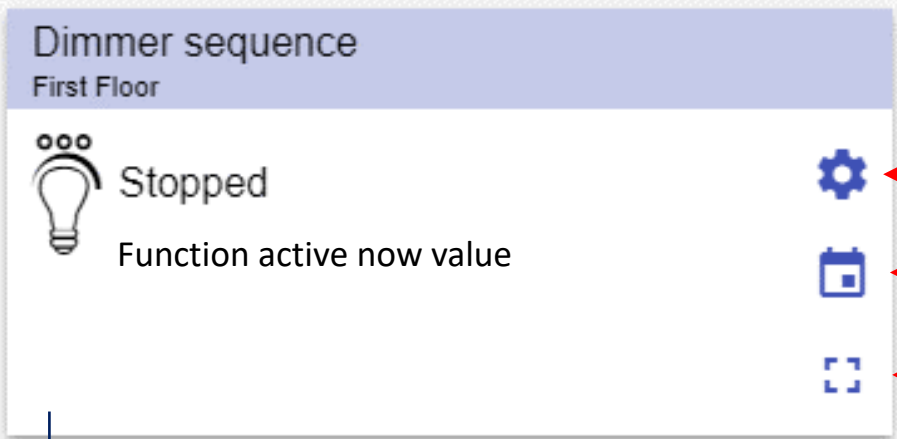 Dimmer sequence
First Floor
Stopped
Function active now value